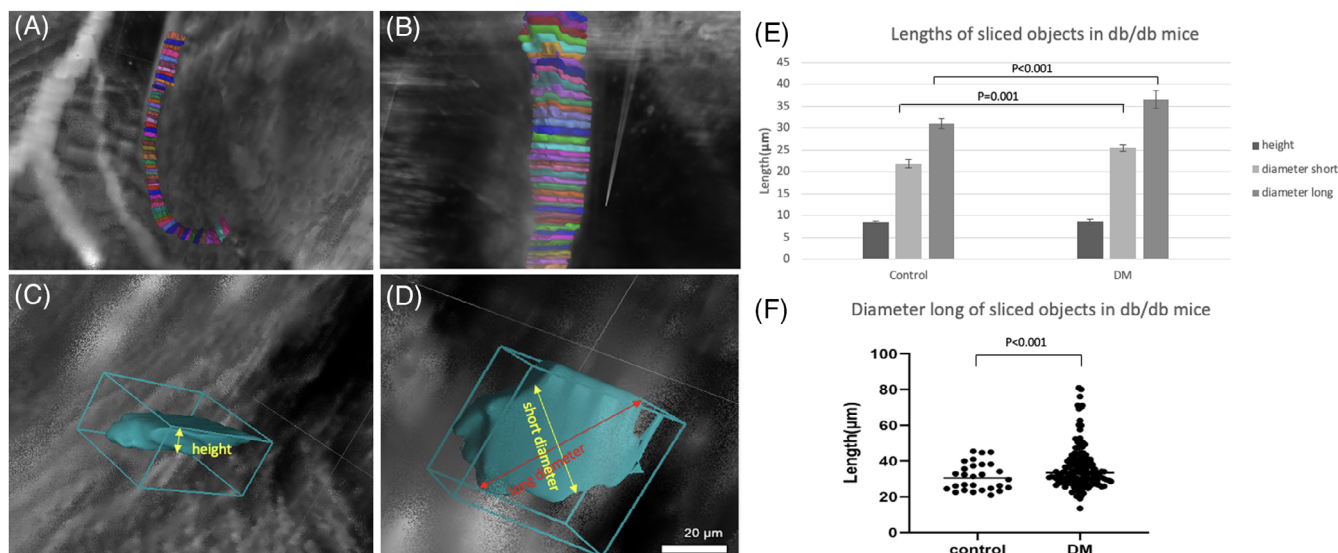 (A)
(B)
(C)
height
(D)
short diameter
long diameter
20 µm
(E)
Lengths of sliced objects in db/db mice
P<0.001
P=0.001
Length(µm)
45
40
35
30
25
20
15
10
5
0
Control
DM
height
diameter short
diameter long
(F)
Diameter long of sliced objects in db/db mice
P<0.001
Length(µm)
100
80
60
40
20
0
control
DM